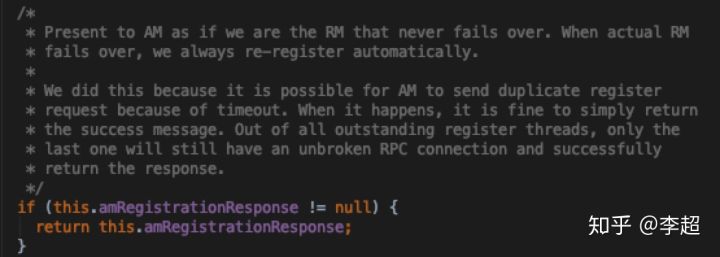 /*
* Present to AM as if we are the RM that never fails over. When actual RM
* fails over, we always re-register automatically.
*
* We did this because it is possible for AM to send duplicate register
* request because of timeout. When it happens, it is fine to simply return
* the success message. Out of all outstanding register threads, only the
* last one will still have an unbroken RPC connection and successfully
* return the response.
*/
if (this.amRegistrationResponse != null) {
return this.amRegistrationResponse;
}
知乎 @李超